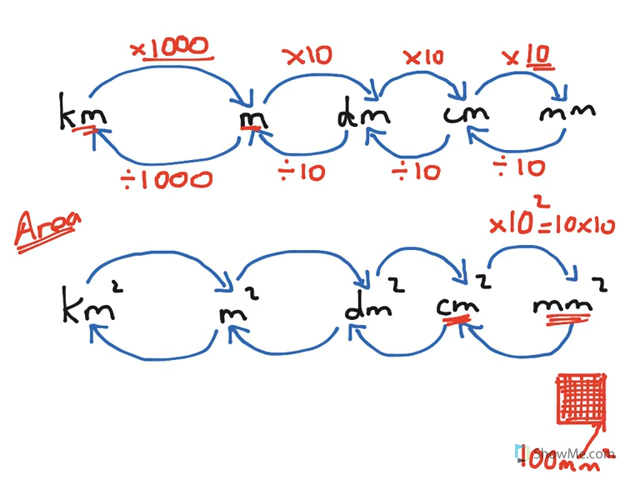 ×1000 ×10 ×10 ×10
km m dm cm mm
÷1000 ÷10 ÷10 ÷10
Area
×10²=10×10
km² m² dm² cm² mm²
ShowMe.com
100mm²